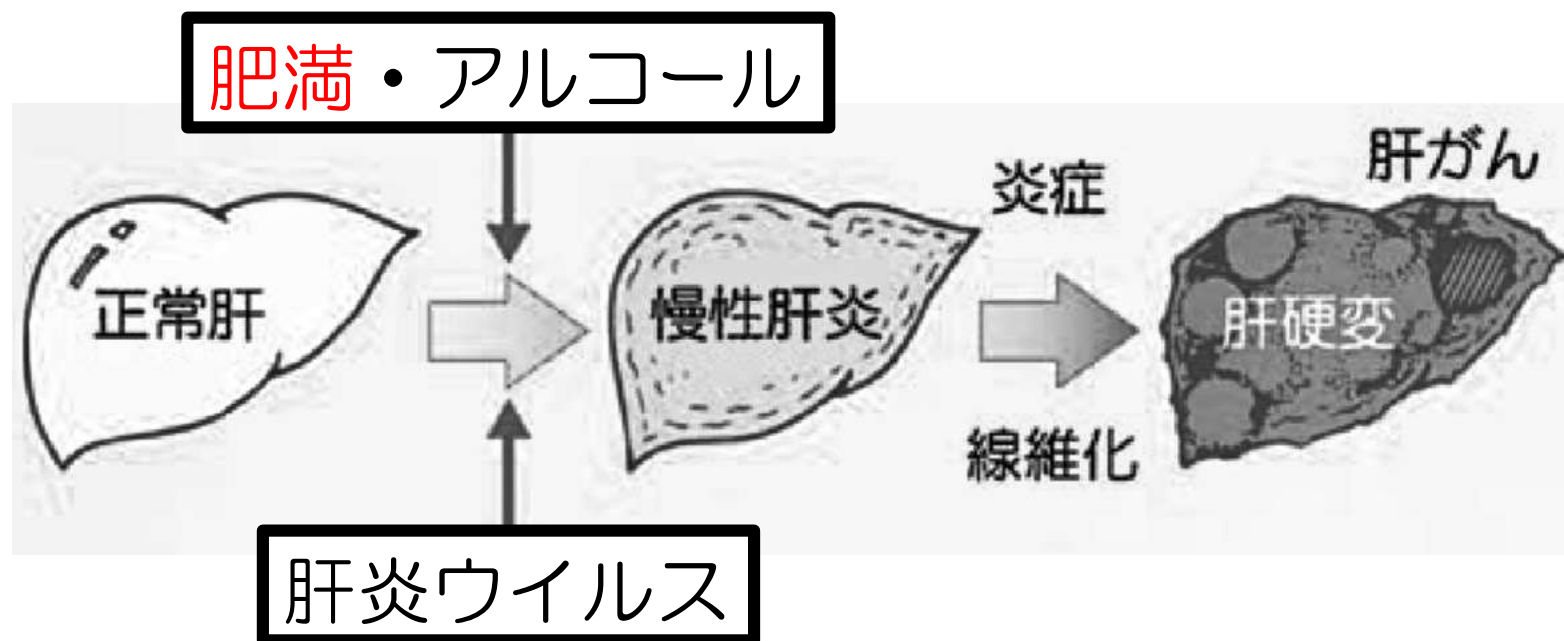 肥満・アルコール
正常肝
慢性肝炎
炎症
線維化
肝がん
肝硬変
肝炎ウイルス